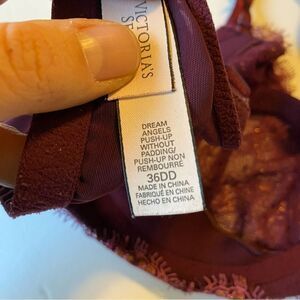 VICTORIA'S
DREAM
ANGELS
PUSH-UP
WITHOUT
PADDING/
PUSH-UP NON
REMBOURRE
36DD
MADE IN CHINA
FABRIQUÉ EN CHINE
HECHO EN CHINA